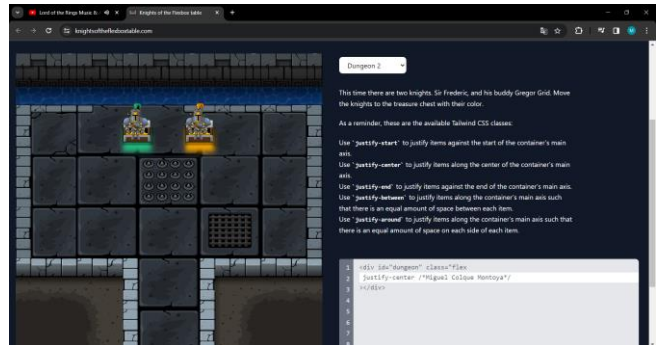 Lord of the Rings Music &
Knights of the Flexbox table
knightsoftheflexboxtable.com
Dungeon 2
This time there are two knights. Sir Frederic, and his buddy Gregor Grid. Move
the knights to the treasure chest with their color.
As a reminder, these are the available Tailwind CSS classes:
Use `justify-start` to justify items against the start of the container's main
axis.
Use `justify-center` to justify items along the center of the container's main
axis.
Use `justify-end` to justify items against the end of the container's main axis.
Use `justify-between` to justify items along the container's main axis such
that there is an equal amount of space between each item.
Use `justify-around` to justify items along the container's main axis such that
there is an equal amount of space on each side of each item.
1 <div id="dungeon" class="flex
2 justify-center /*Miguel Colque Montoya*/
3 ></div>
4
5
6
7
8